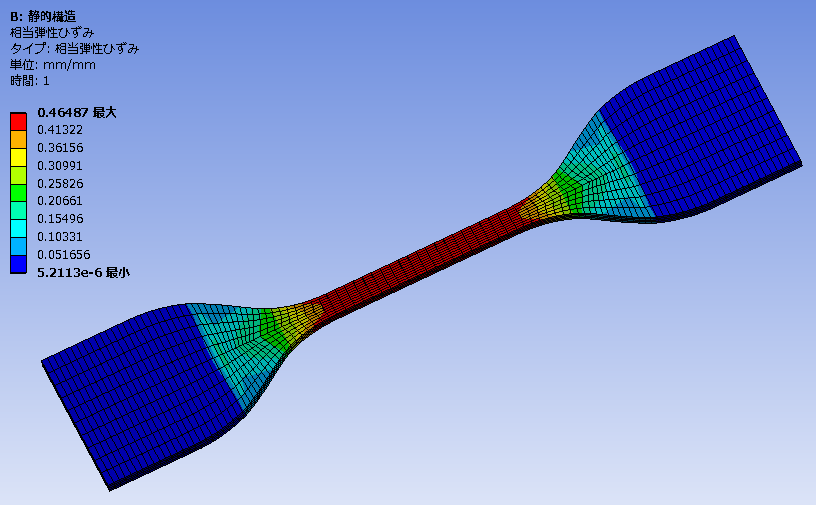 B: 静的構造
相当弾性ひずみ
タイプ: 相当弾性ひずみ
単位: mm/mm
時間: 1
0.46487 最大
0.41322
0.36156
0.30991
0.25826
0.20661
0.15496
0.10331
0.051656
5.2113e-6 最小